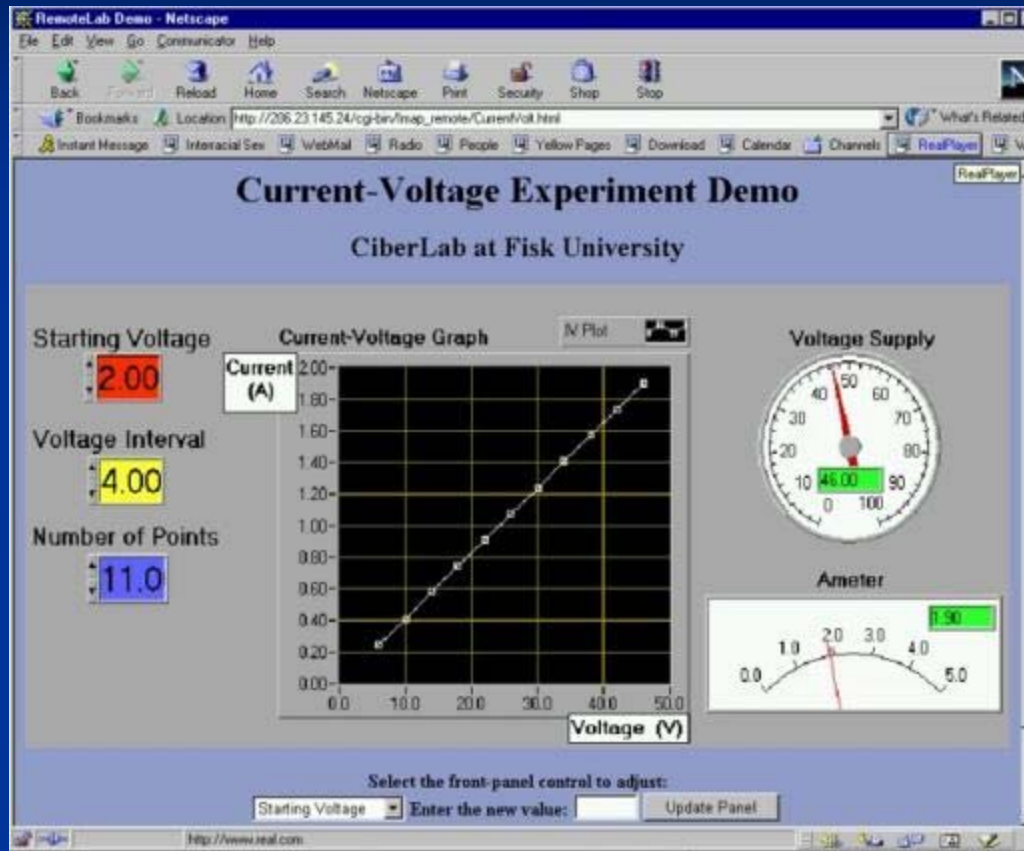 RemoteLab Demo - Netscape
File Edit View Go Communicator Help
Back Forward Reload Home Search Netscape Print Security Shop Stop
Bookmarks Location http://206.23.145.24/cgi-bin/lmap_remote/CurrentVolt.html What's Related
Instant Message Interracial Sex WebMail Radio People Yellow Pages Download Calendar Channels RealPlayer
RealPlayer
Current-Voltage Experiment Demo
CiberLab at Fisk University
Starting Voltage
2.00
Voltage Interval
4.00
Number of Points
11.0
Current-Voltage Graph
IV Plot
Current
(A)
2.00
1.80
1.60
1.40
1.20
1.00
0.80
0.60
0.40
0.20
0.00
0.0 10.0 20.0 30.0 40.0 50.0
Voltage (V)
Voltage Supply
0 10 20 30 40 50 60 70 80 90 100
46.00
Ameter
1.90
0.0 1.0 2.0 3.0 4.0 5.0
Select the front-panel control to adjust:
Starting Voltage Enter the new value: Update Panel
http://www.real.com